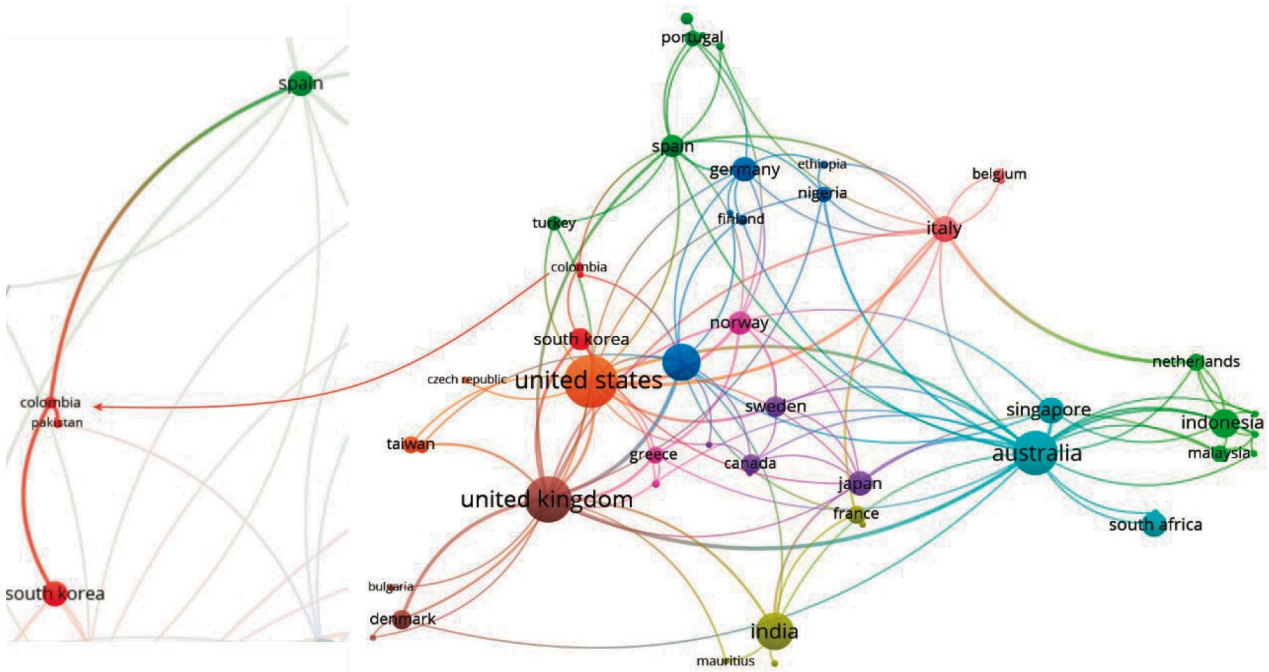 spain
colombia
pakistan
south korea
portugal
spain
germany
ethiopia
nigeria
belgium
turkey
finland
italy
colombia
norway
south korea
netherlands
czech republic
united states
sweden
singapore
indonesia
taiwan
greece
canada
australia
malaysia
japan
united kingdom
france
south africa
bulgaria
denmark
india
mauritius